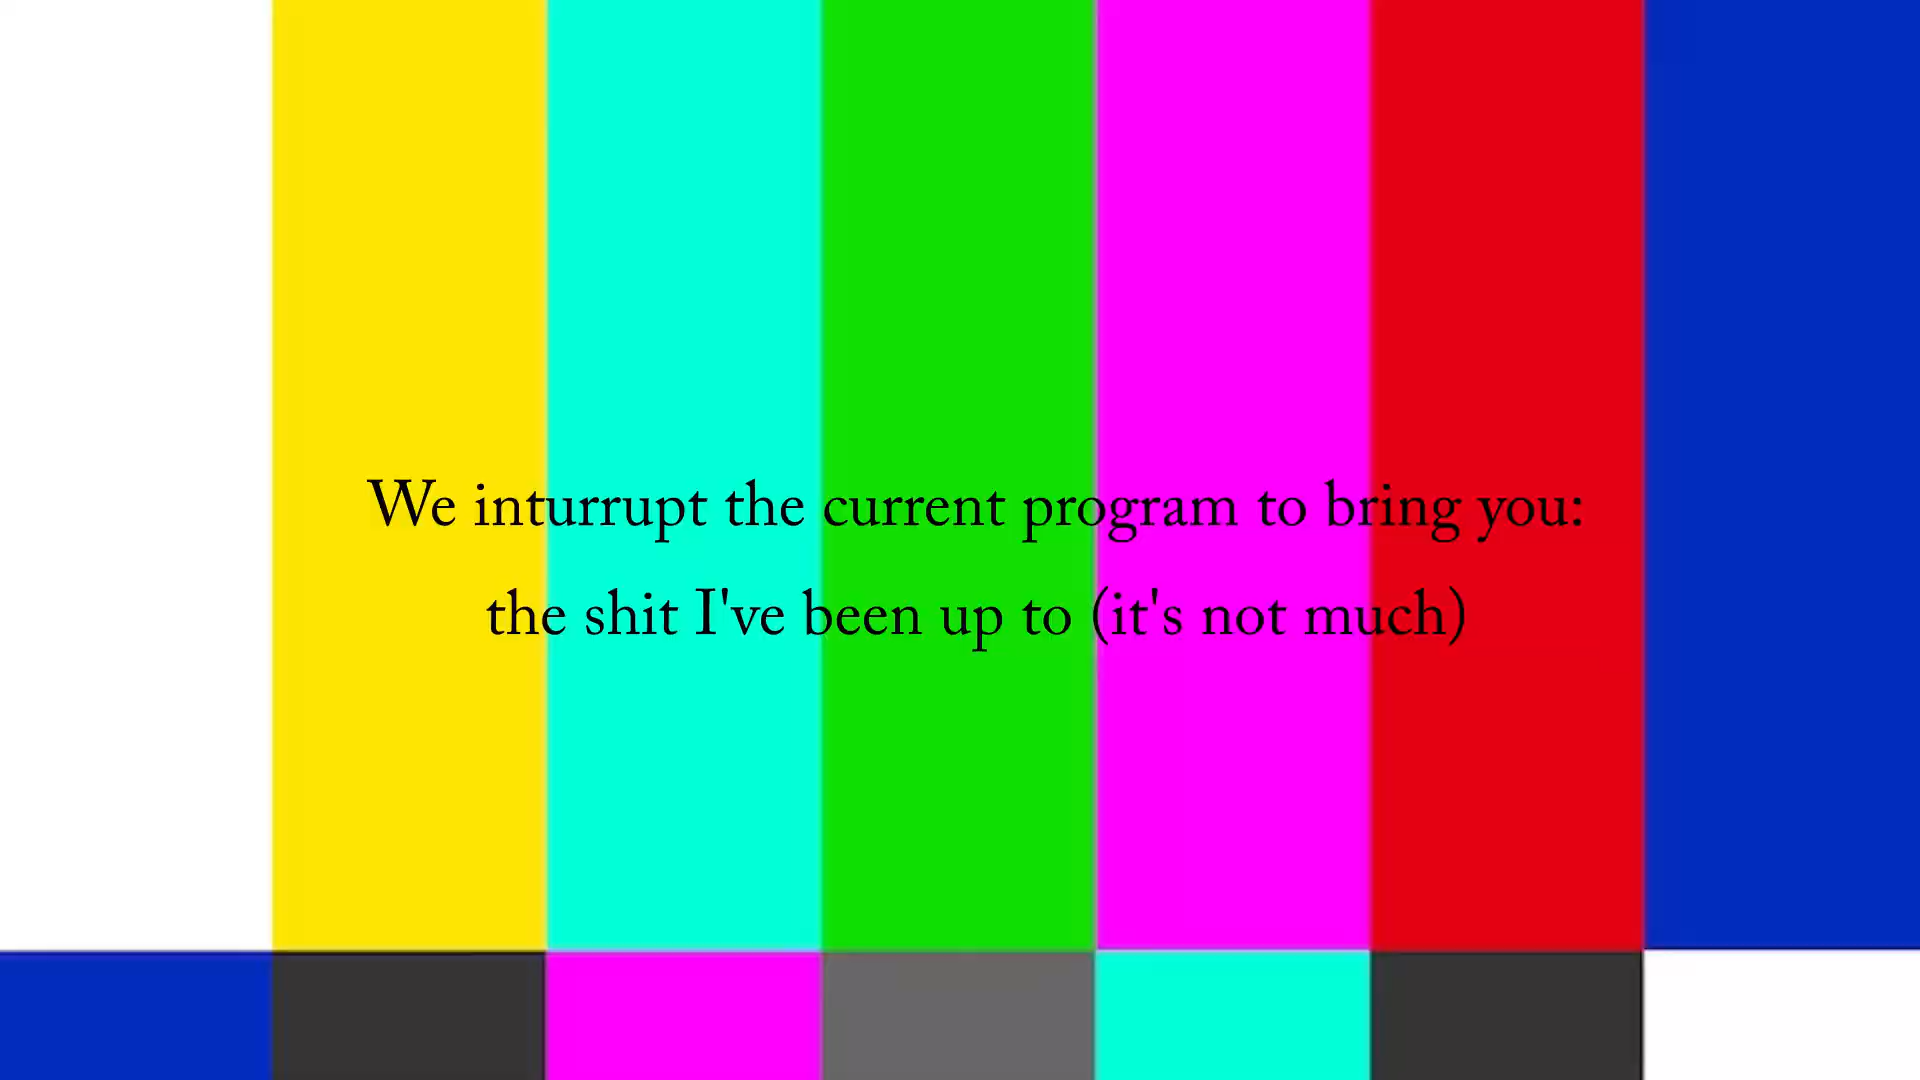 We inturrupt the current program to bring you:
the shit I've been up to (it's not much)